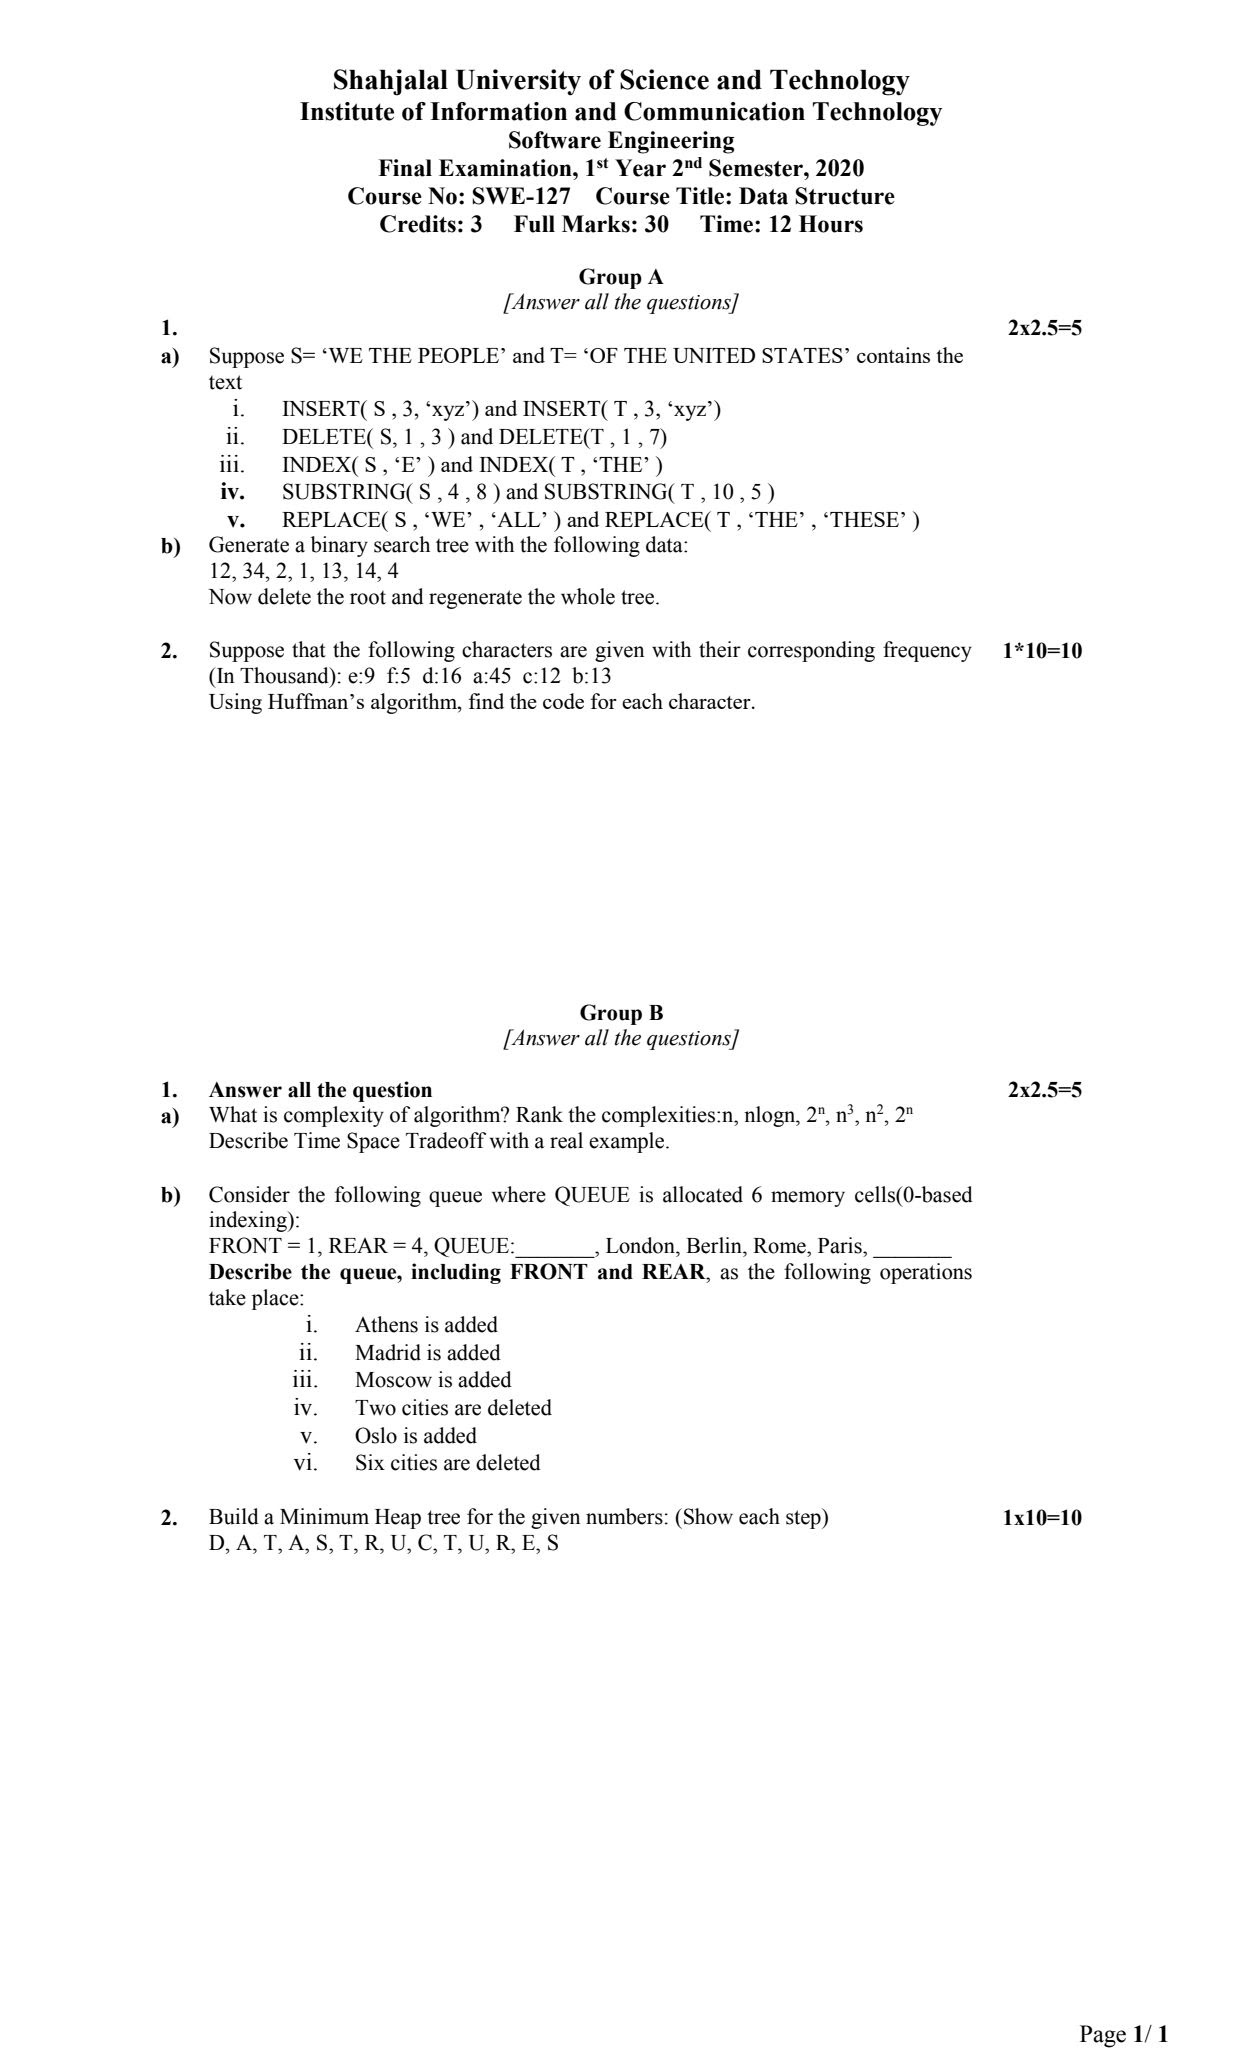 Shahjalal University of Science and Technology
Institute of Information and Communication Technology
Software Engineering
Final Examination, 1st Year 2nd Semester, 2020
Course No: SWE-127 Course Title: Data Structure
Credits: 3 Full Marks: 30 Time: 12 Hours
Group A
[Answer all the questions]
1. 2x2.5=5
a) Suppose S= ‘WE THE PEOPLE’ and T= ‘OF THE UNITED STATES’ contains the
text
i. INSERT( S , 3, ‘xyz’) and INSERT( T , 3, ‘xyz’)
ii. DELETE( S, 1 , 3 ) and DELETE(T , 1 , 7)
iii. INDEX( S , ‘E’ ) and INDEX( T , ‘THE’ )
iv. SUBSTRING( S , 4 , 8 ) and SUBSTRING( T , 10 , 5 )
v. REPLACE( S , ‘WE’ , ‘ALL’ ) and REPLACE( T , ‘THE’ , ‘THESE’ )
b) Generate a binary search tree with the following data:
12, 34, 2, 1, 13, 14, 4
Now delete the root and regenerate the whole tree.
2. Suppose that the following characters are given with their corresponding frequency 1*10=10
(In Thousand): e:9 f:5 d:16 a:45 c:12 b:13
Using Huffman’s algorithm, find the code for each character.
Group B
[Answer all the questions]
1. Answer all the question 2x2.5=5
a) What is complexity of algorithm? Rank the complexities:n, nlogn, 2ⁿ, n³, n², 2ⁿ
Describe Time Space Tradeoff with a real example.
b) Consider the following queue where QUEUE is allocated 6 memory cells(0-based
indexing):
FRONT = 1, REAR = 4, QUEUE:_______, London, Berlin, Rome, Paris, _______
Describe the queue, including FRONT and REAR, as the following operations
take place:
i. Athens is added
ii. Madrid is added
iii. Moscow is added
iv. Two cities are deleted
v. Oslo is added
vi. Six cities are deleted
2. Build a Minimum Heap tree for the given numbers: (Show each step) 1x10=10
D, A, T, A, S, T, R, U, C, T, U, R, E, S
Page 1/ 1